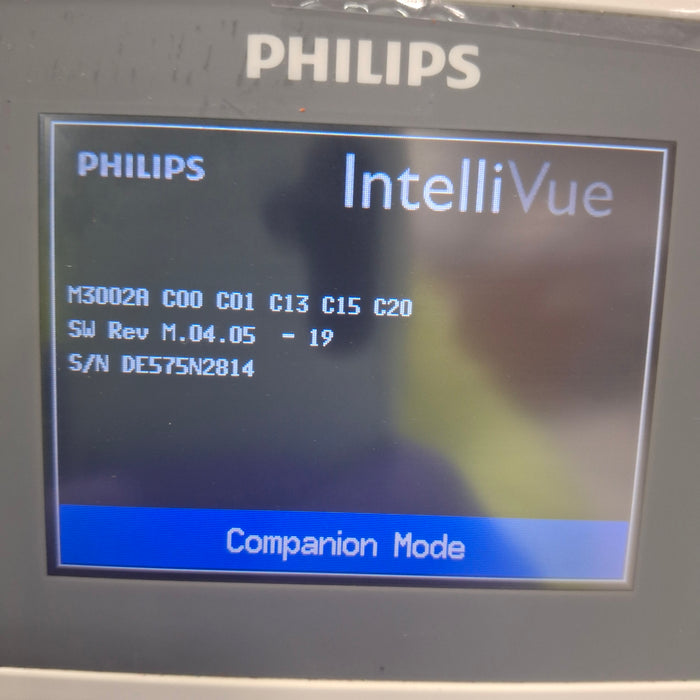 PHILIPS
PHILIPS IntelliVue
M3002A C00 C01 C13 C15 C20
SW Rev M.04.05 - 19
S/N DE575N2814
Companion Mode